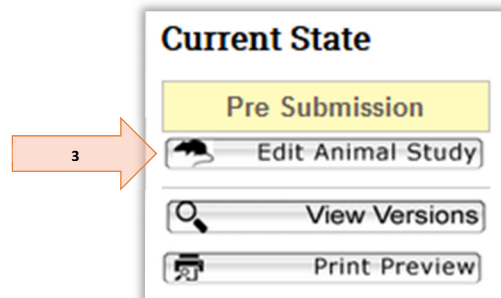 Current State
Pre Submission
3
Edit Animal Study
View Versions
Print Preview